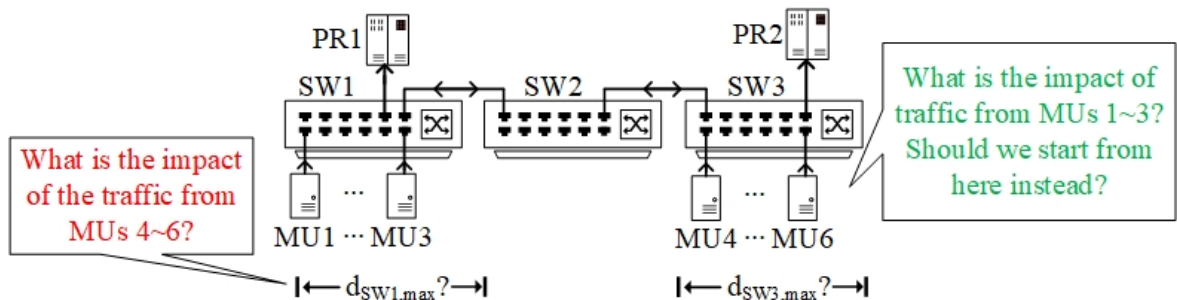 PR1
PR2
SW1
SW2
SW3
What is the impact
of the traffic from
MUs 4~6?
What is the impact of
traffic from MUs 1~3?
Should we start from
here instead?
MU1 ··· MU3
MU4 ··· MU6
d_SW1,max?
d_SW3,max?